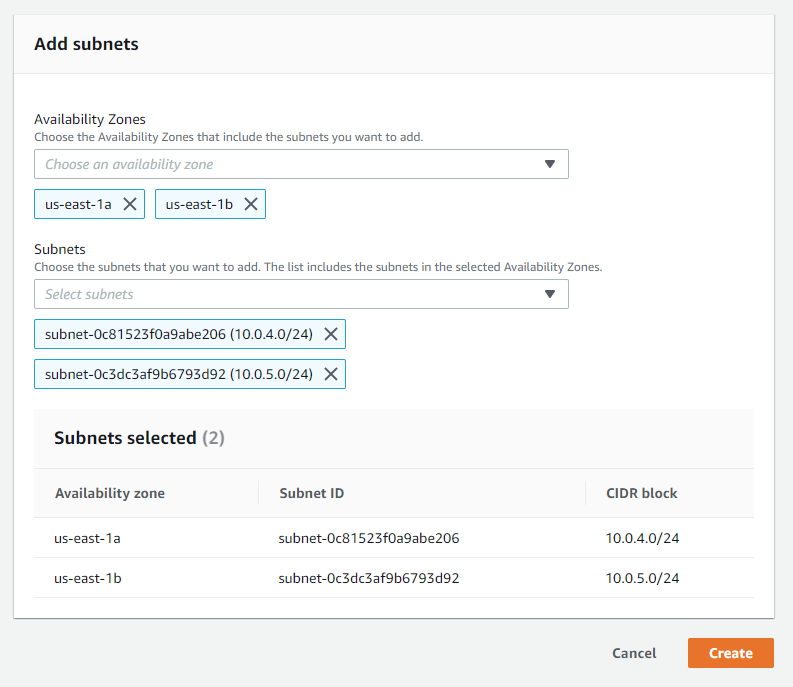 Add subnets
Availability Zones
Choose the Availability Zones that include the subnets you want to add.
Choose an availability zone
us-east-1a us-east-1b
Subnets
Choose the subnets that you want to add. The list includes the subnets in the selected Availability Zones.
Select subnets
subnet-0c81523f0a9abe206 (10.0.4.0/24)
subnet-0c3dc3af9b6793d92 (10.0.5.0/24)
Subnets selected (2)
Availability zone Subnet ID CIDR block
us-east-1a subnet-0c81523f0a9abe206 10.0.4.0/24
us-east-1b subnet-0c3dc3af9b6793d92 10.0.5.0/24
Cancel Create